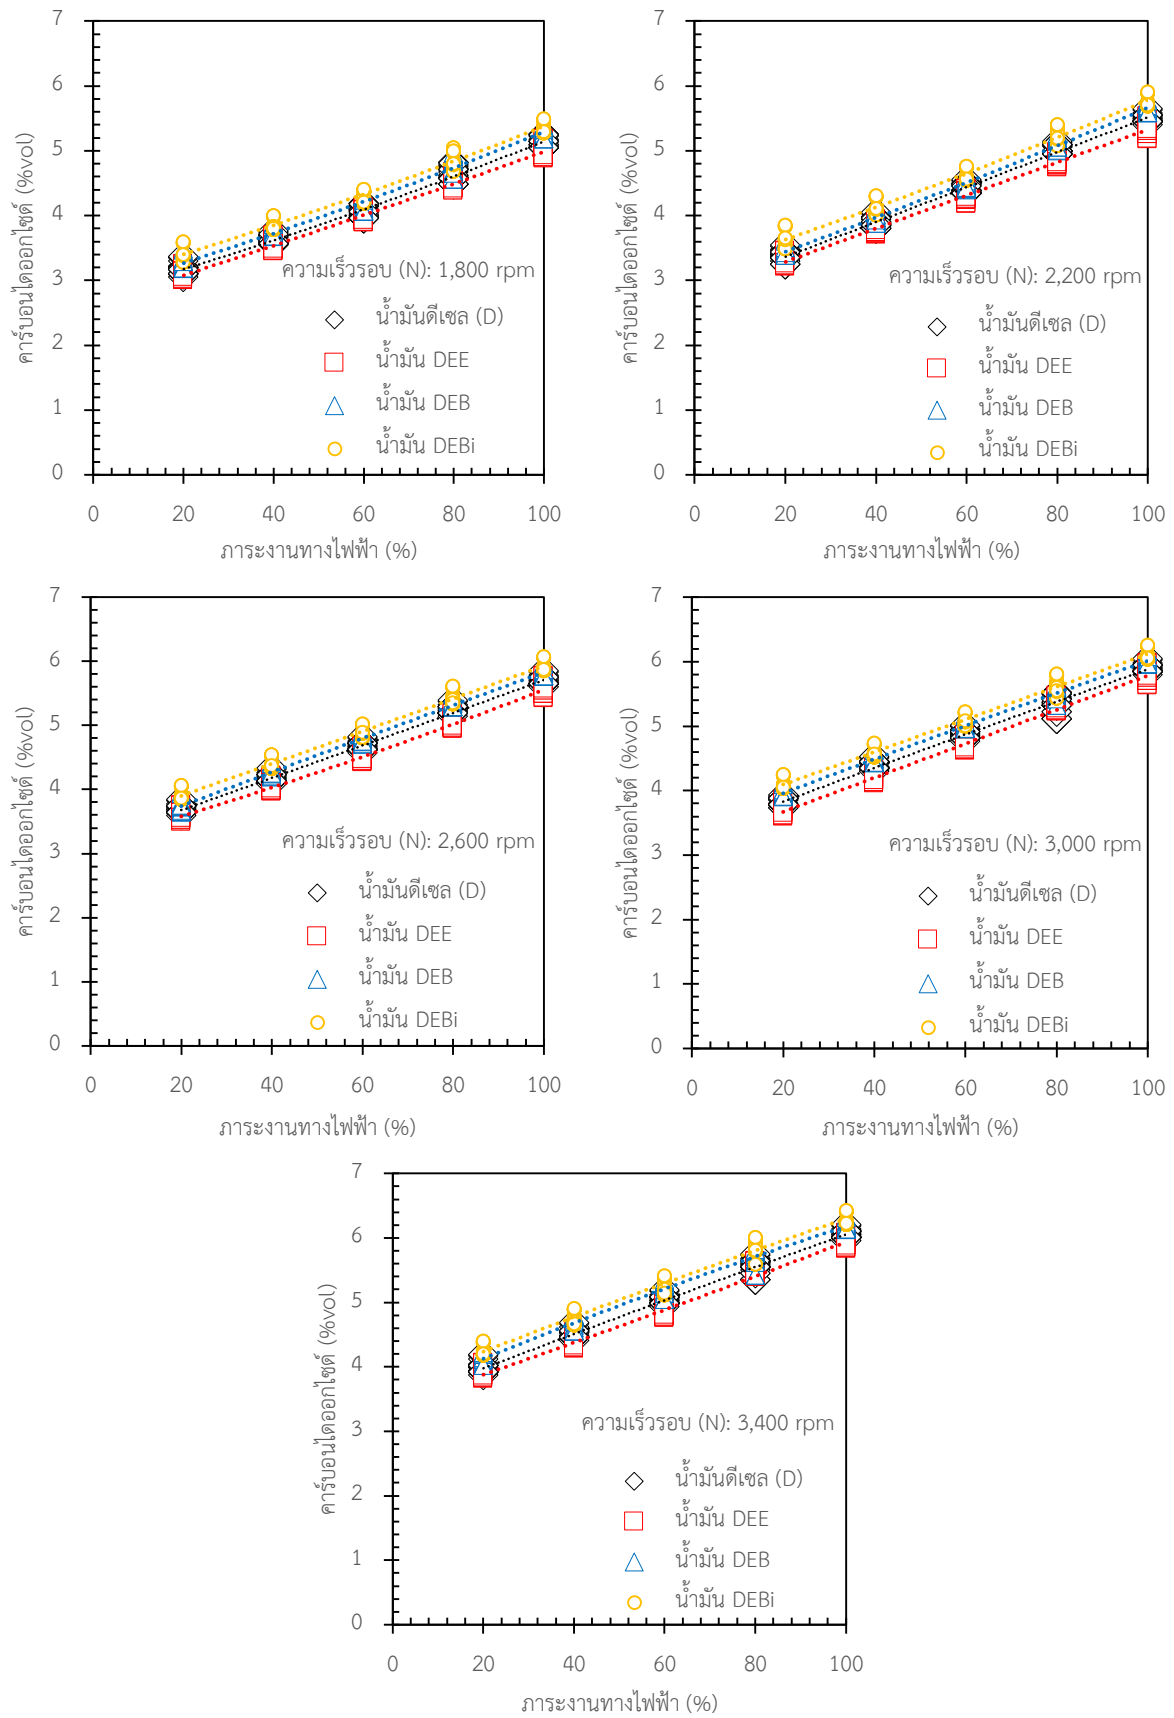 คาร์บอนไดออกไซด์ (%vol)
7
6
5
4
3
2
1
0
ความเร็วรอบ (N): 1,800 rpm
น้ำมันดีเซล (D)
น้ำมัน DEE
น้ำมัน DEB
น้ำมัน DEBi
0 20 40 60 80 100
ภาระงานทางไฟฟ้า (%)
คาร์บอนไดออกไซด์ (%vol)
7
6
5
4
3
2
1
0
ความเร็วรอบ (N): 2,200 rpm
น้ำมันดีเซล (D)
น้ำมัน DEE
น้ำมัน DEB
น้ำมัน DEBi
0 20 40 60 80 100
ภาระงานทางไฟฟ้า (%)
คาร์บอนไดออกไซด์ (%vol)
7
6
5
4
3
2
1
0
ความเร็วรอบ (N): 2,600 rpm
น้ำมันดีเซล (D)
น้ำมัน DEE
น้ำมัน DEB
น้ำมัน DEBi
0 20 40 60 80 100
ภาระงานทางไฟฟ้า (%)
คาร์บอนไดออกไซด์ (%vol)
7
6
5
4
3
2
1
0
ความเร็วรอบ (N): 3,000 rpm
น้ำมันดีเซล (D)
น้ำมัน DEE
น้ำมัน DEB
น้ำมัน DEBi
0 20 40 60 80 100
ภาระงานทางไฟฟ้า (%)
คาร์บอนไดออกไซด์ (%vol)
7
6
5
4
3
2
1
0
ความเร็วรอบ (N): 3,400 rpm
น้ำมันดีเซล (D)
น้ำมัน DEE
น้ำมัน DEB
น้ำมัน DEBi
0 20 40 60 80 100
ภาระงานทางไฟฟ้า (%)